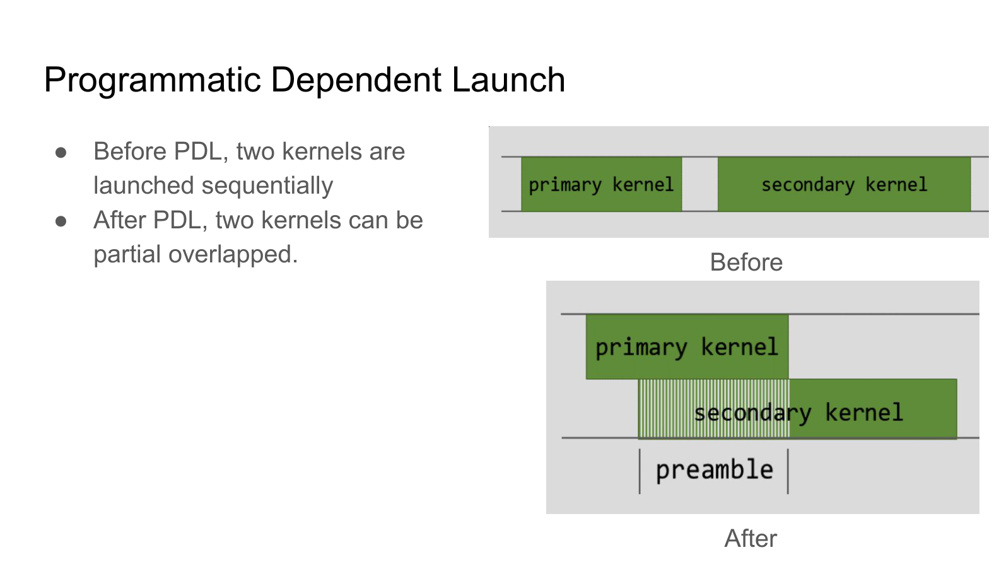 Programmatic Dependent Launch
● Before PDL, two kernels are
launched sequentially
● After PDL, two kernels can be
partial overlapped.
primary kernel secondary kernel
Before
primary kernel
secondary kernel
preamble
After